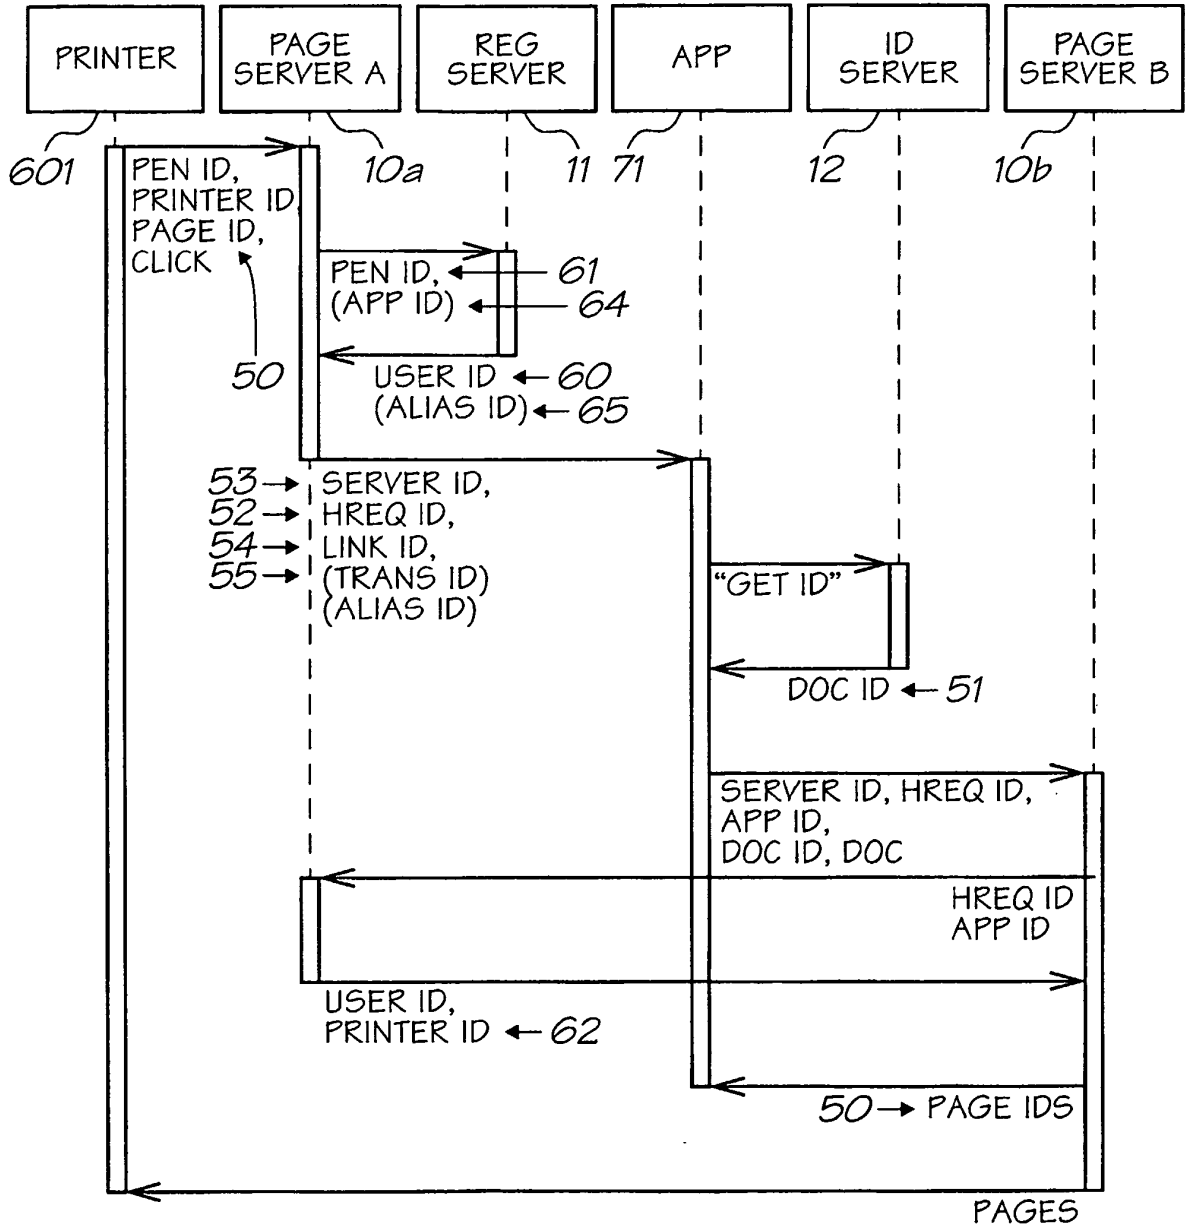 PRINTER
PAGE
SERVER A
REG
SERVER
APP
ID
SERVER
PAGE
SERVER B
601
10a
11
71
12
10b
PEN ID,
PRINTER ID,
PAGE ID,
CLICK
50
PEN ID,
61
(APP ID)
64
USER ID
60
(ALIAS ID)
65
53
SERVER ID,
52
HREQ ID,
54
LINK ID,
55
(TRANS ID)
(ALIAS ID)
“GET ID”
DOC ID
51
SERVER ID, HREQ ID,
APP ID,
DOC ID, DOC
HREQ ID
APP ID
USER ID,
PRINTER ID
62
50
PAGE IDS
PAGES